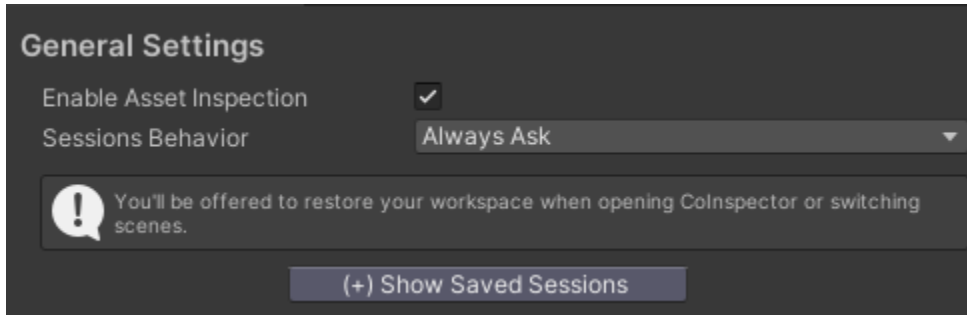 General Settings
Enable Asset Inspection
Sessions Behavior Always Ask
You'll be offered to restore your workspace when opening CoInspector or switching
scenes.
(+) Show Saved Sessions